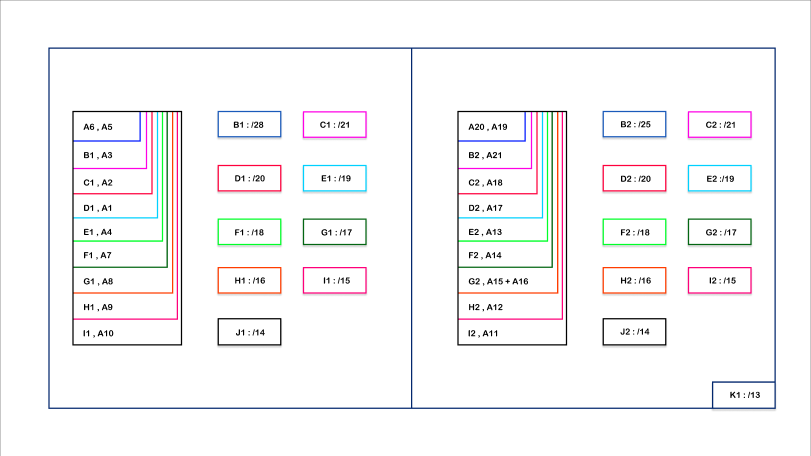 A6 , A5
B1 , A3
C1 , A2
D1 , A1
E1 , A4
F1 , A7
G1 , A8
H1 , A9
I1 , A10
B1 : /28
C1 : /21
D1 : /20
E1 : /19
F1 : /18
G1 : /17
H1 : /16
I1 : /15
J1 : /14
A20 , A19
B2 , A21
C2 , A18
D2 , A17
E2 , A13
F2 , A14
G2 , A15 + A16
H2 , A12
I2 , A11
B2 : /25
C2 : /21
D2 : /20
E2 : /19
F2 : /18
G2 : /17
H2 : /16
I2 : /15
J2 : /14
K1 : /13